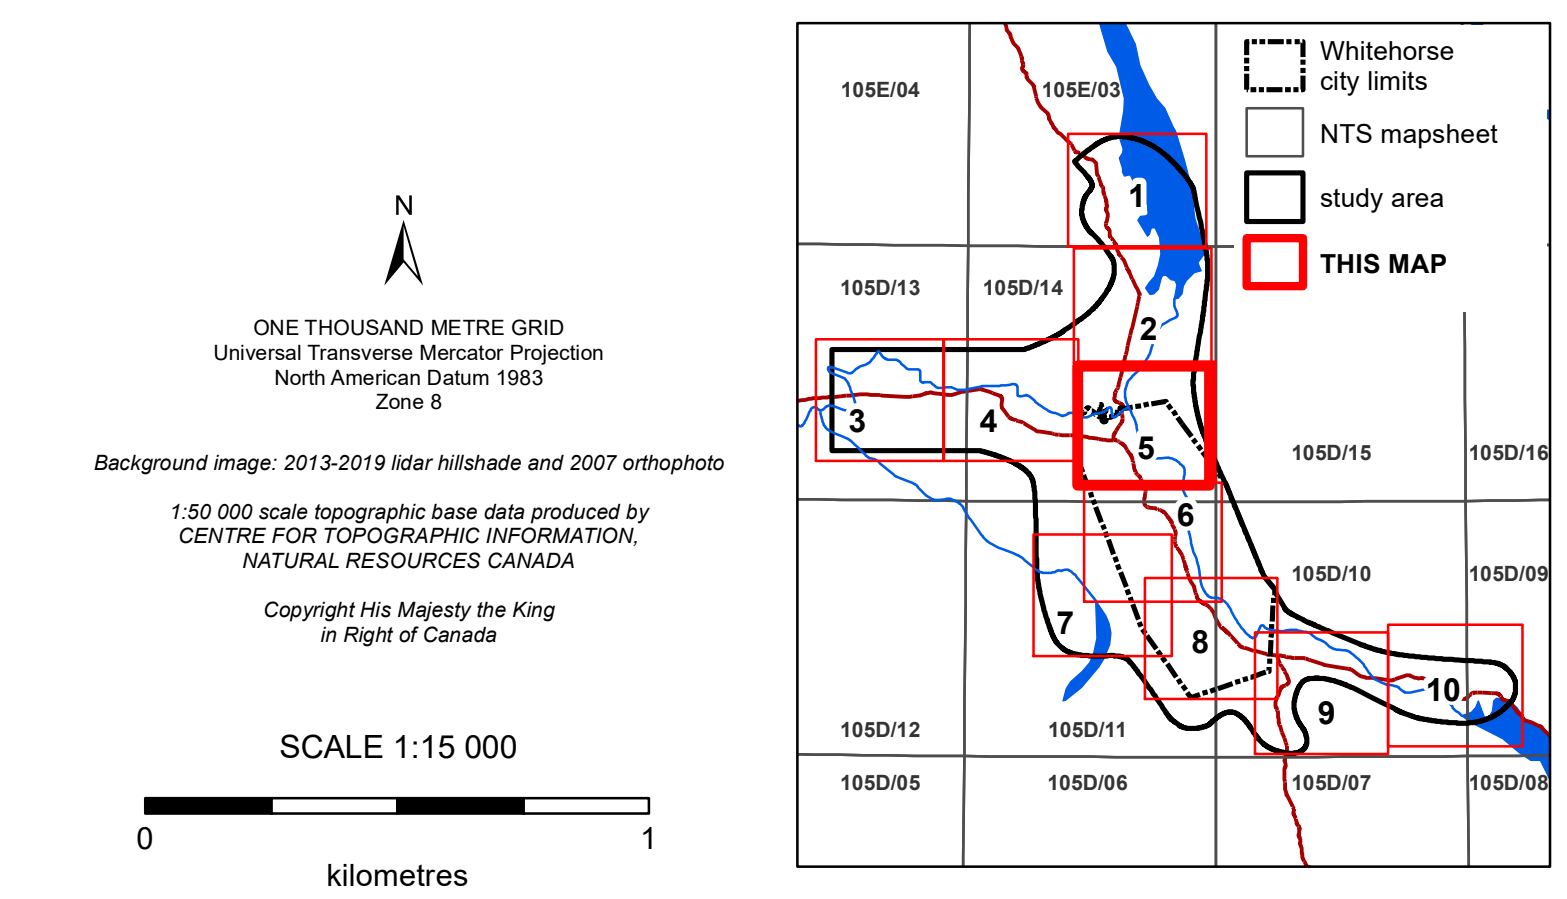 N
ONE THOUSAND METRE GRID
Universal Transverse Mercator Projection
North American Datum 1983
Zone 8
Background image: 2013-2019 lidar hillshade and 2007 orthophoto
1:50 000 scale topographic base data produced by
CENTRE FOR TOPOGRAPHIC INFORMATION,
NATURAL RESOURCES CANADA
Copyright His Majesty the King
in Right of Canada
SCALE 1:15 000
0 1
kilometres
Whitehorse
city limits
NTS mapsheet
study area
THIS MAP
105E/04 105E/03
1
105D/13 105D/14
2
3 4 5
105D/15 105D/16
6
105D/10 105D/09
7 8
10
9
105D/12 105D/11
105D/05 105D/06 105D/07 105D/08